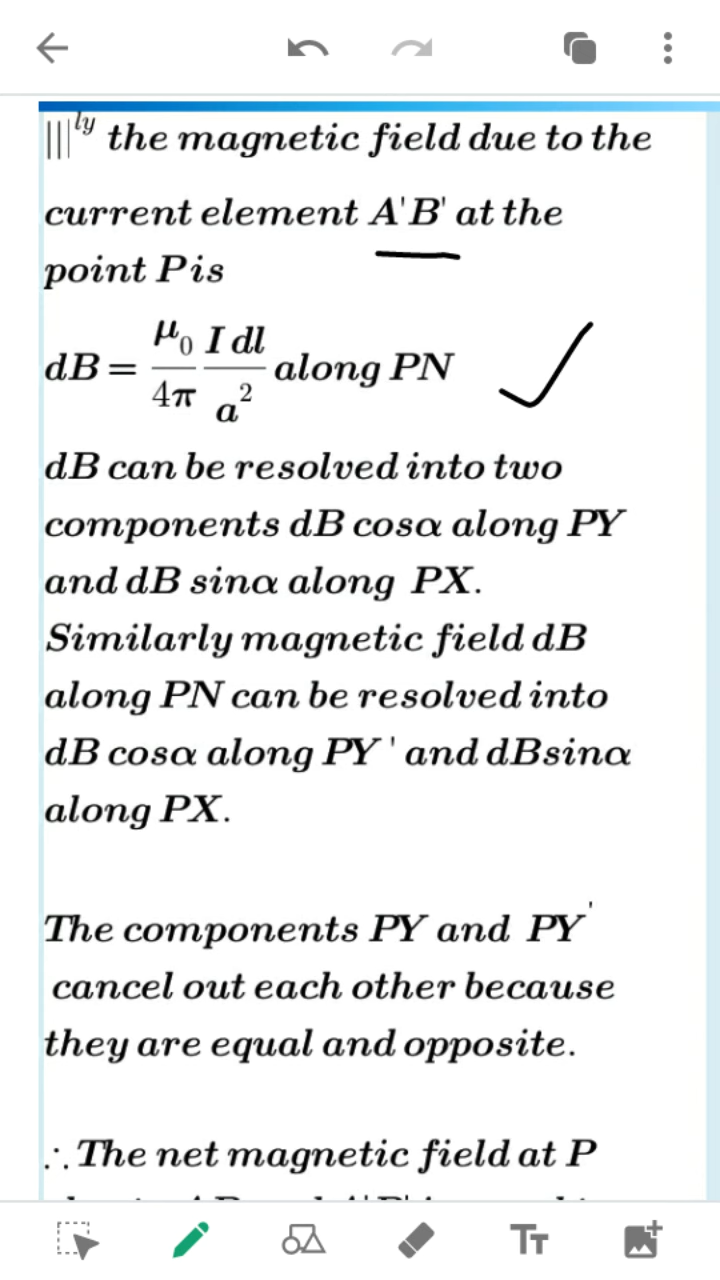 |||ly the magnetic field due to the
current element A'B' at the
point P is
dB = μ₀/4π I dl/a² along PN
dB can be resolved into two
components dB cosα along PY
and dB sinα along PX.
Similarly magnetic field dB
along PN can be resolved into
dB cosα along PY ' and dBsinα
along PX.
The components PY and PY'
cancel out each other because
they are equal and opposite.
∴ The net magnetic field at P
TT